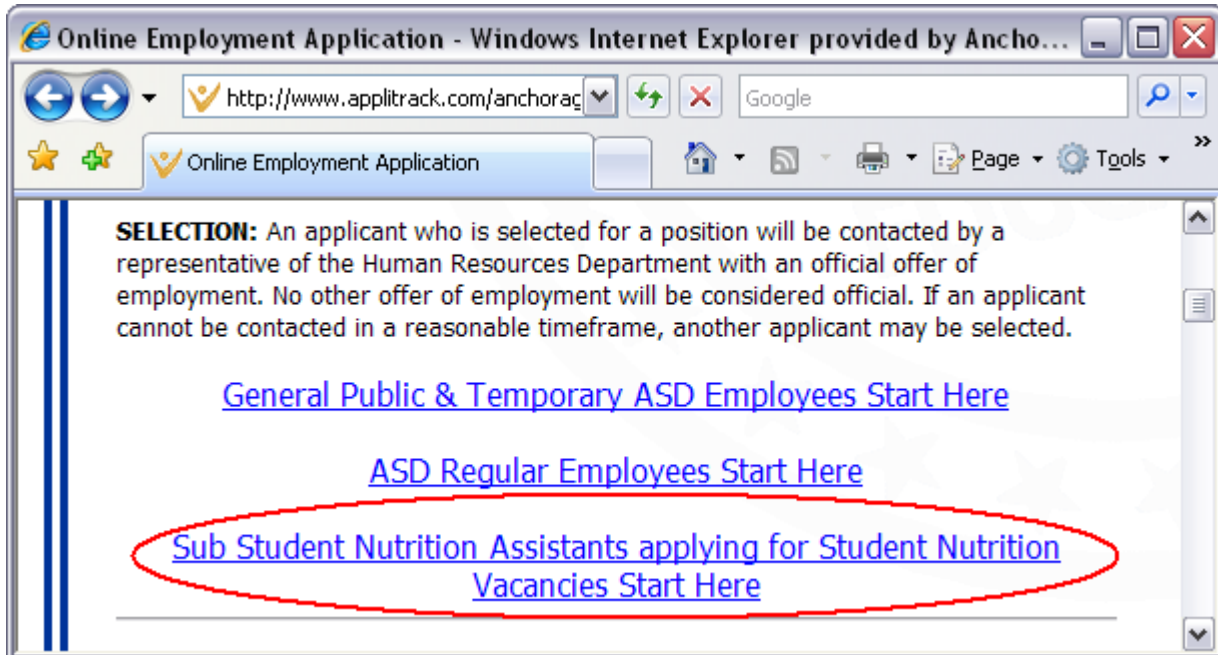 Online Employment Application - Windows Internet Explorer provided by Ancho...
http://www.applitrack.com/anchorag
Google
Online Employment Application
Page
Tools
SELECTION: An applicant who is selected for a position will be contacted by a
representative of the Human Resources Department with an official offer of
employment. No other offer of employment will be considered official. If an applicant
cannot be contacted in a reasonable timeframe, another applicant may be selected.
General Public & Temporary ASD Employees Start Here
ASD Regular Employees Start Here
Sub Student Nutrition Assistants applying for Student Nutrition
Vacancies Start Here